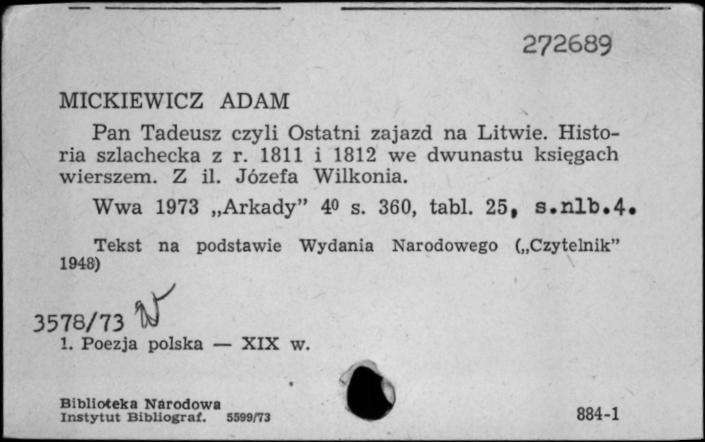 272689
MICKIEWICZ ADAM
Pan Tadeusz czyli Ostatni zajazd na Litwie. Histo-
ria szlachecka z r. 1811 i 1812 we dwunastu księgach
wierszem. Z il. Józefa Wilkonia.
Wwa 1973 „Arkady” 4⁰ s. 360, tabl. 25, s.nlb.4.
Tekst na podstawie Wydania Narodowego („Czytelnik”
1948)
3578/73
1. Poezja polska — XIX w.
Biblioteka Narodowa
Instytut Bibliograf. 5599/73
884-1